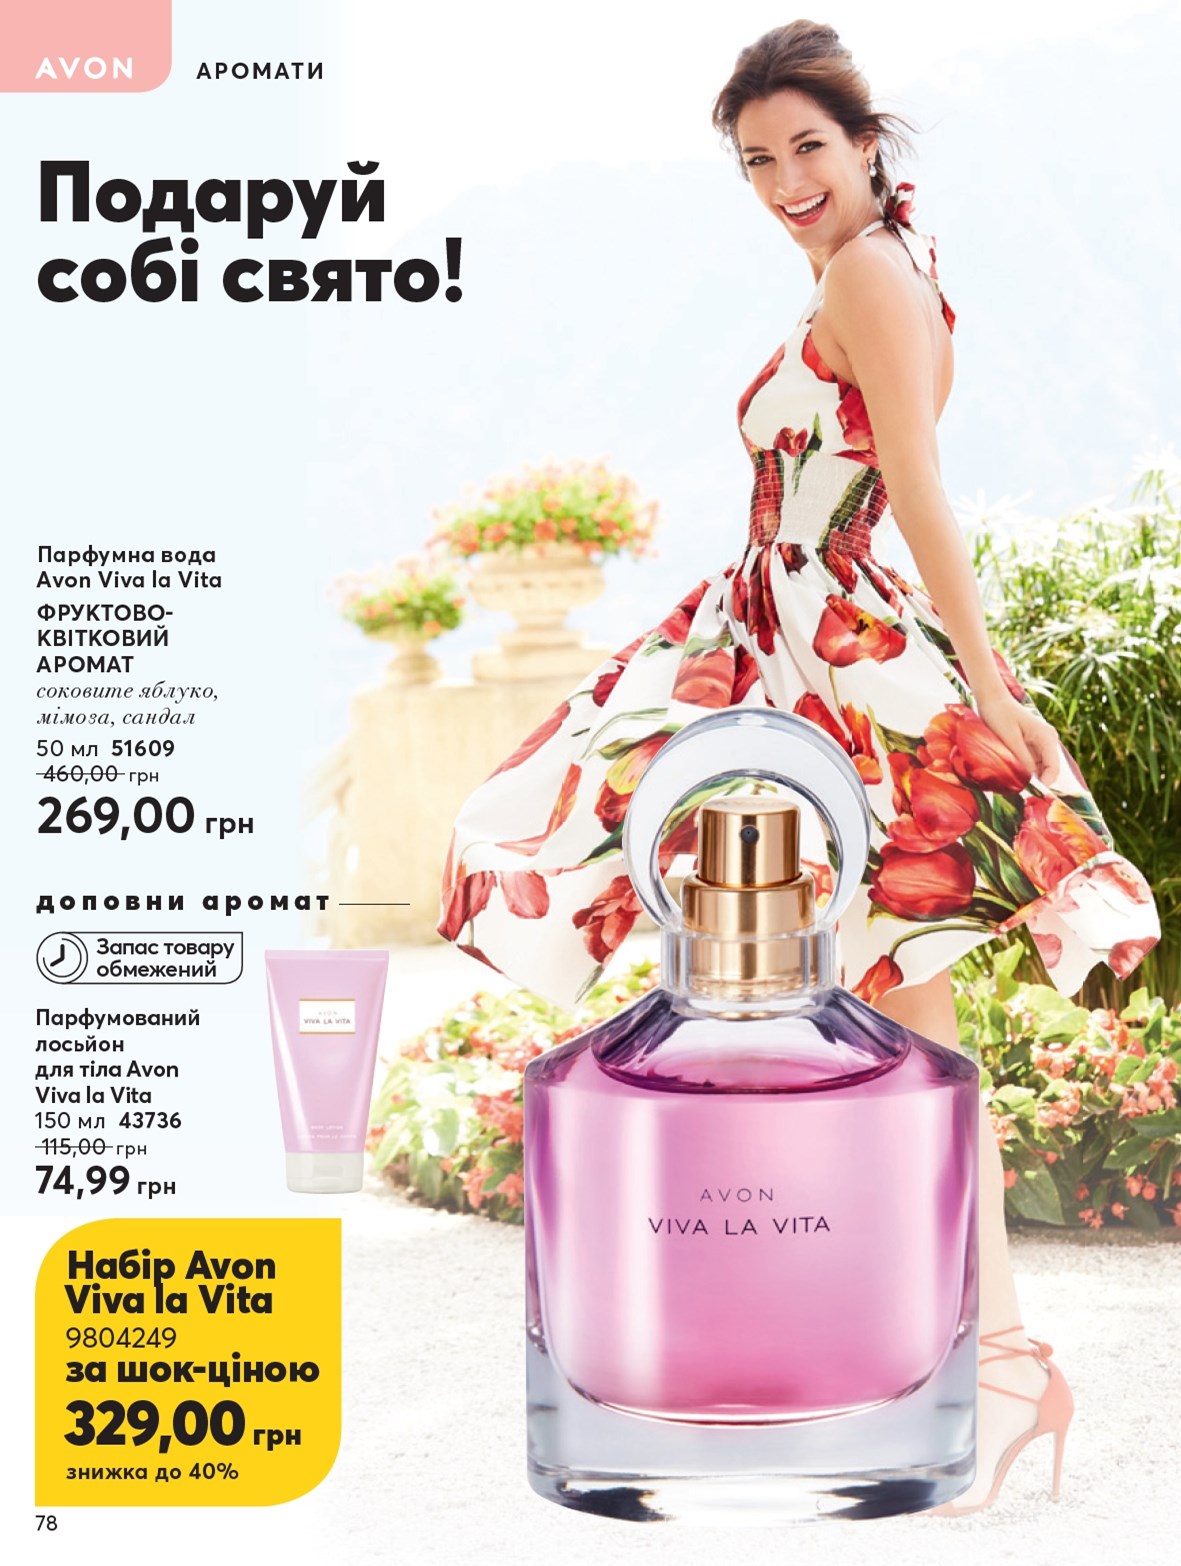 AVON
АРОМАТИ
Подаруй
собі свято!
Парфумна вода
Avon Viva la Vita
ФРУКТОВО-
КВІТКОВИЙ
АРОМАТ
соковите яблуко,
мімоза, сандал
50 мл 51609
460,00 грн
269,00 грн
доповни аромат
Запас товару
обмежений
Парфумований
лосьйон
для тіла Avon
Viva la Vita
150 мл 43736
115,00 грн
74,99 грн
AVON
VIVA LA VITA
BODY LOTION
AVON
VIVA LA VITA
Набір Avon
Viva la Vita
9804249
за шок-ціною
329,00 грн
знижка до 40%
78